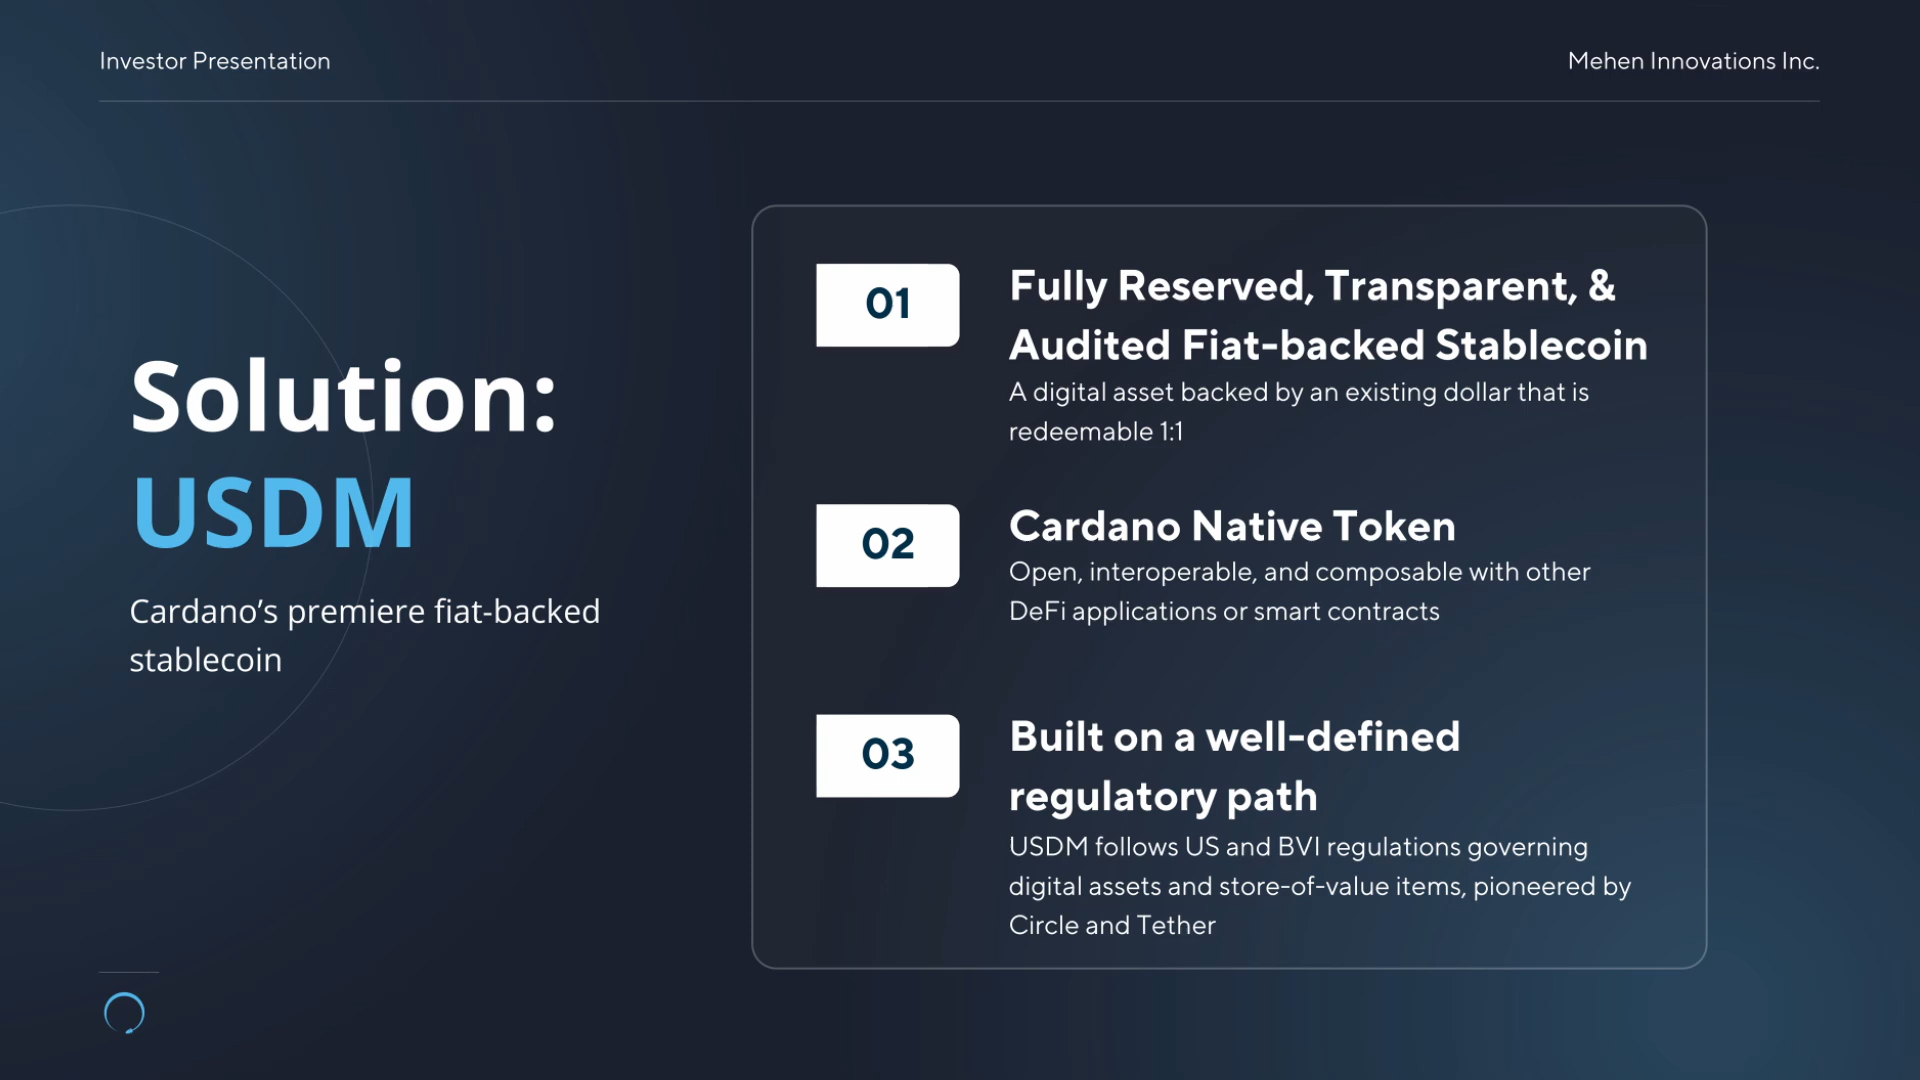 Investor Presentation
Mehen Innovations Inc.
Solution:
USDM
Cardano’s premiere fiat-backed
stablecoin
01
Fully Reserved, Transparent, &
Audited Fiat-backed Stablecoin
A digital asset backed by an existing dollar that is
redeemable 1:1
02
Cardano Native Token
Open, interoperable, and composable with other
DeFi applications or smart contracts
03
Built on a well-defined
regulatory path
USDM follows US and BVI regulations governing
digital assets and store-of-value items, pioneered by
Circle and Tether